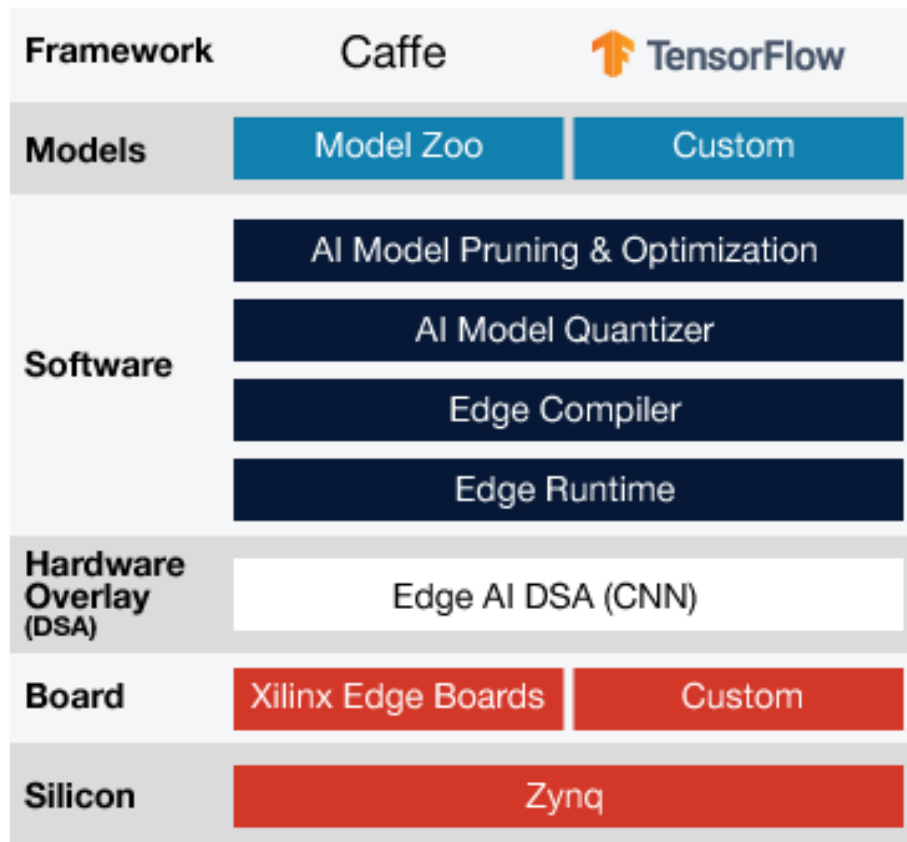 Framework Caffe TensorFlow
Models Model Zoo Custom
Software
AI Model Pruning & Optimization
AI Model Quantizer
Edge Compiler
Edge Runtime
Hardware
Overlay
(DSA)
Edge AI DSA (CNN)
Board Xilinx Edge Boards Custom
Silicon Zynq